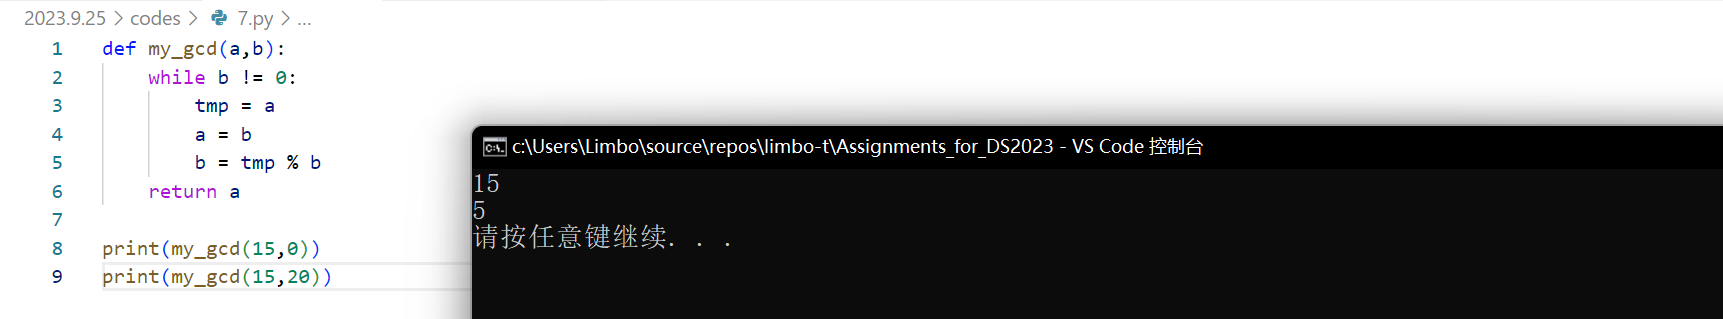 2023.9.25 > codes > 7.py > ...
1 def my_gcd(a,b):
2 while b != 0:
3 tmp = a
4 a = b
5 b = tmp % b
6 return a
7
8 print(my_gcd(15,0))
9 print(my_gcd(15,20))
c:\Users\Limbo\source\repos\limbo-t\Assignments_for_DS2023 - VS Code 控制台
15
5
请按任意键继续. . .